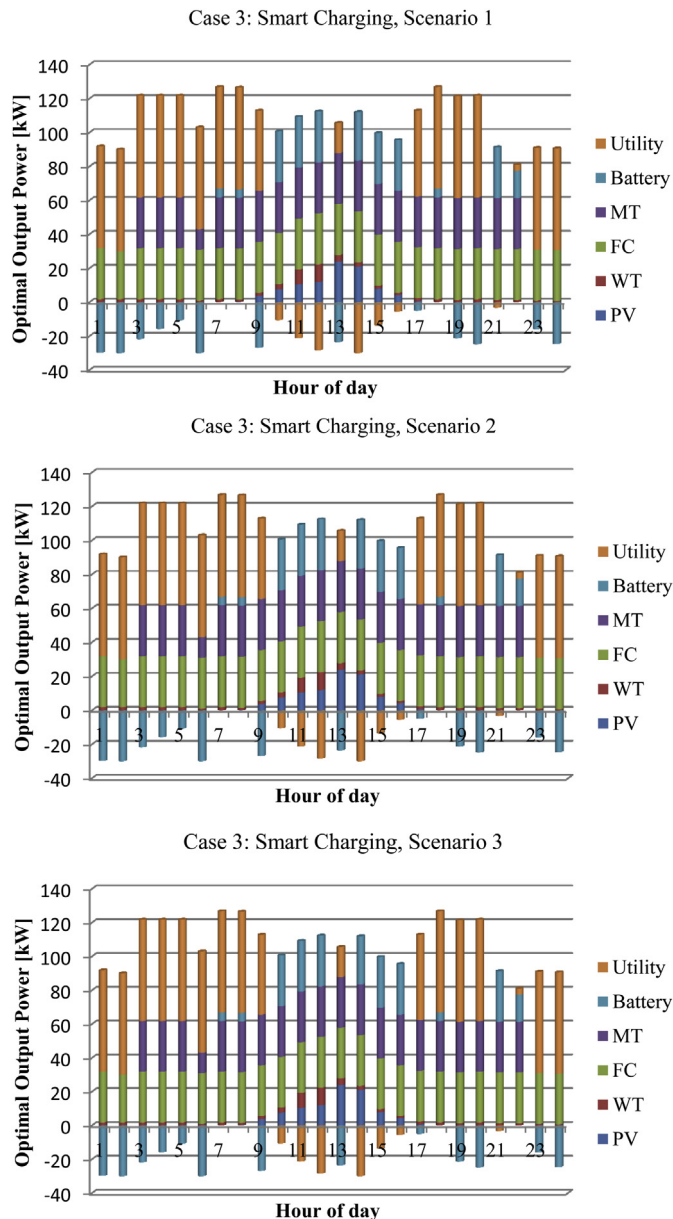 Case 3: Smart Charging, Scenario 1
Optimal Output Power [kW]
140
120
100
80
60
40
20
0
-20
-40
1 3 5 7 9 11 13 15 17 19 21 23
Hour of day
Utility
Battery
MT
FC
WT
PV
Case 3: Smart Charging, Scenario 2
Optimal Output Power [kW]
140
120
100
80
60
40
20
0
-20
-40
1 3 5 7 9 11 13 15 17 19 21 23
Hour of day
Utility
Battery
MT
FC
WT
PV
Case 3: Smart Charging, Scenario 3
Optimal Output Power [kW]
140
120
100
80
60
40
20
0
-20
-40
1 3 5 7 9 11 13 15 17 19 21 23
Hour of day
Utility
Battery
MT
FC
WT
PV